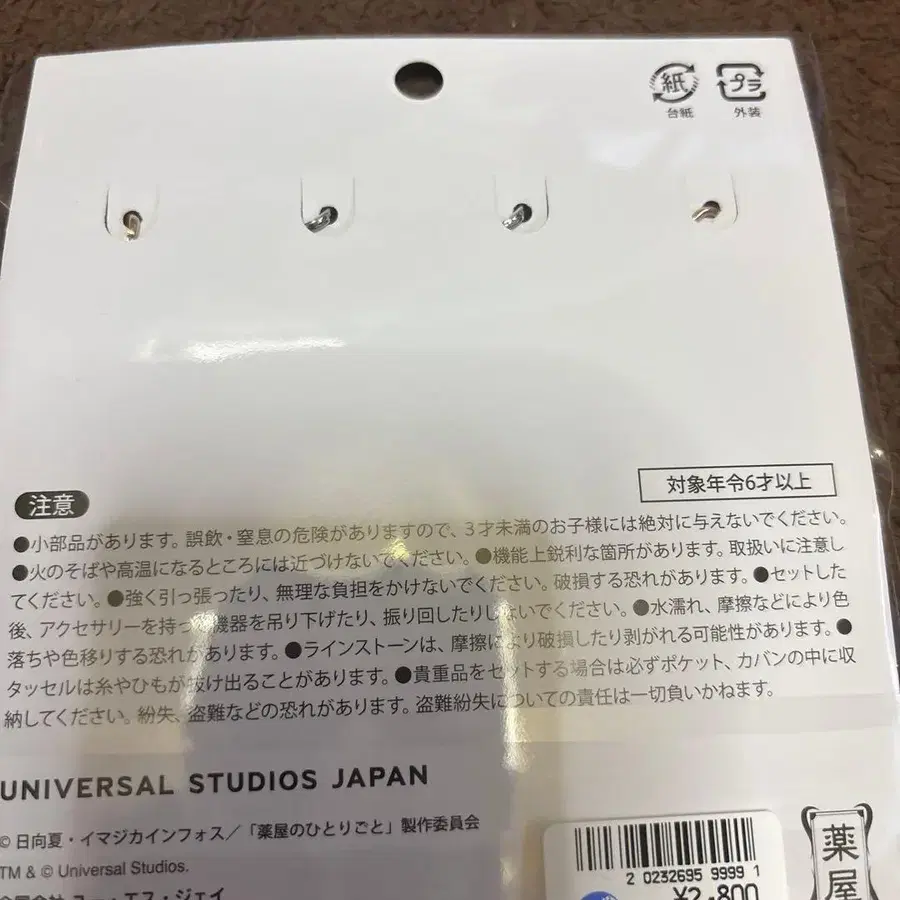 紙 プラ
台紙 外装
対象年令6才以上
注意
●小部品があります。誤飲・窒息の危険がありますので、3才未満のお子様には絶対に与えないでください。
●火のそばや高温になるところには近づけないでください。●機能上鋭利な箇所があります。取扱いに注意し
てください。●強く引っ張ったり、無理な負担をかけないでください。破損する恐れがあります。●セットした
後、アクセサリーを持って機器を吊り下げたり、振り回したりしないでください。●水濡れ、摩擦などにより色
落ちや色移りする恐れがあります。●ラインストーンは、摩擦により破損したり剥がれる可能性があります。●
タッセルは糸やひもが抜け出ることがあります。●貴重品をセットする場合は必ずポケット、カバンの中に収
納してください。紛失、盗難などの恐れがあります。盗難紛失についての責任は一切負いかねます。
UNIVERSAL STUDIOS JAPAN
© 日向夏・イマジカインフォス/「薬屋のひとりごと」製作委員会
TM & © Universal Studios.
合同会社 ユー・エス・ジェイ
2 0232695 9999 1
¥2,800
薬屋